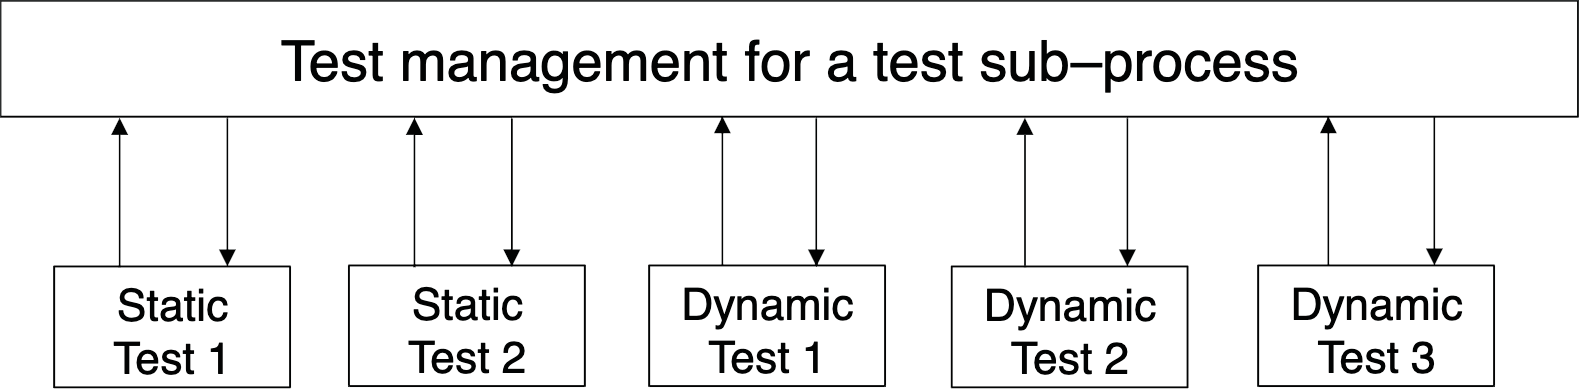 Test management for a test sub–process
Static
Test 1
Static
Test 2
Dynamic
Test 1
Dynamic
Test 2
Dynamic
Test 3